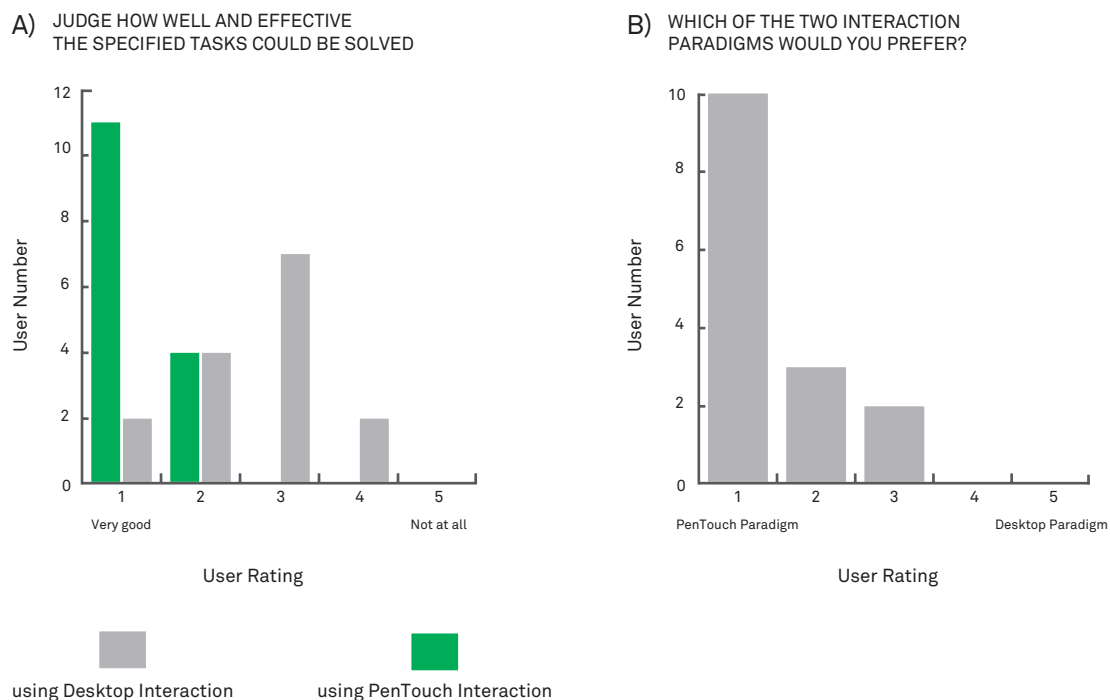 A) JUDGE HOW WELL AND EFFECTIVE
THE SPECIFIED TASKS COULD BE SOLVED
12
10
8
6
4
2
0
User Number
1 2 3 4 5
Very good Not at all
User Rating
B) WHICH OF THE TWO INTERACTION
PARADIGMS WOULD YOU PREFER?
10
8
6
4
2
0
User Number
1 2 3 4 5
PenTouch Paradigm Desktop Paradigm
User Rating
using Desktop Interaction using PenTouch Interaction